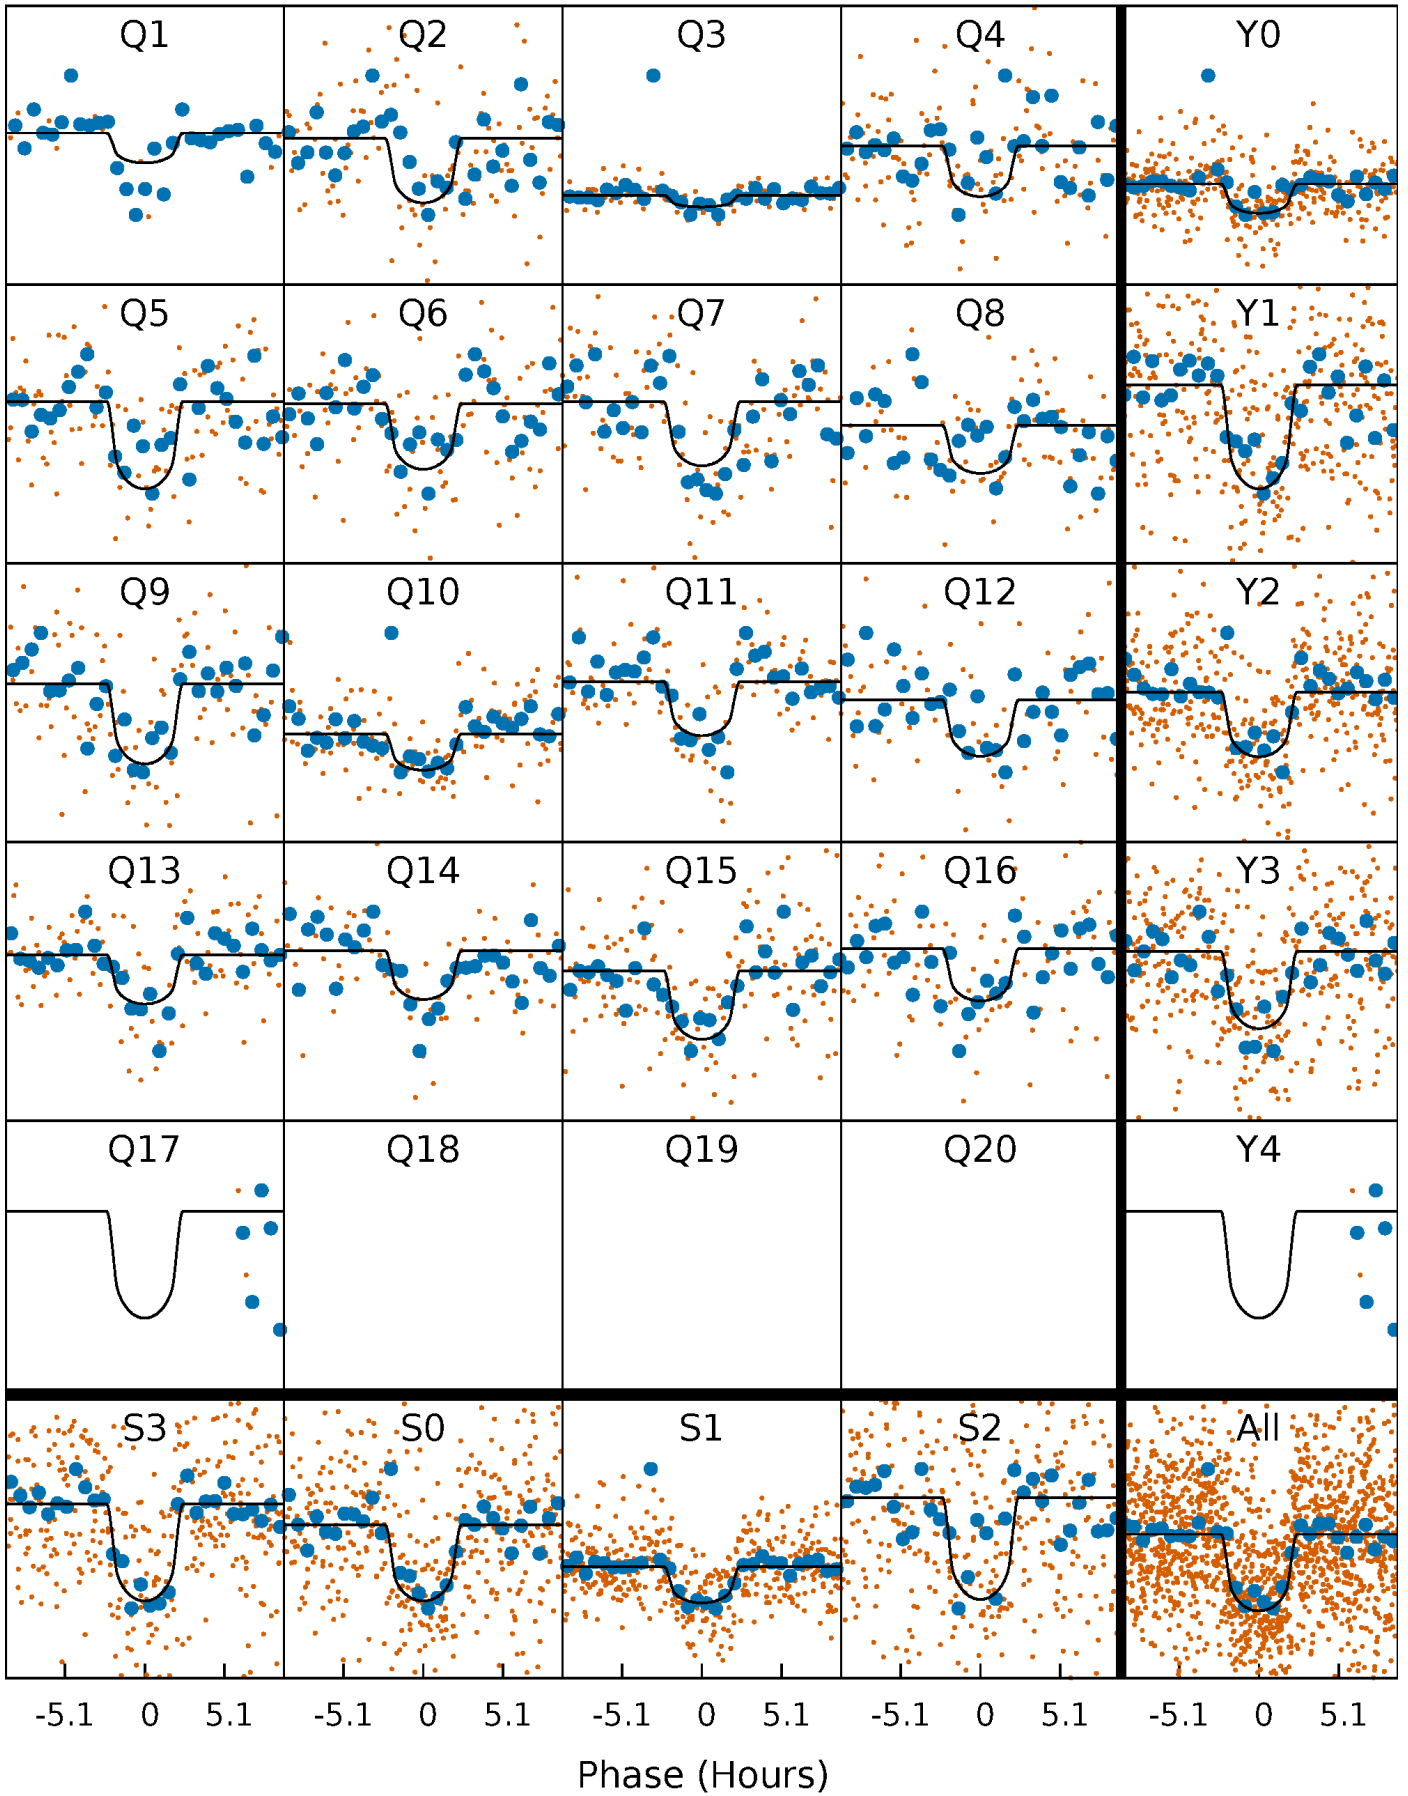 Q1 Q2 Q3 Q4 Y0
Q5 Q6 Q7 Q8 Y1
Q9 Q10 Q11 Q12 Y2
Q13 Q14 Q15 Q16 Y3
Q17 Q18 Q19 Q20 Y4
S3 S0 S1 S2 All
-5.1 0 5.1 -5.1 0 5.1 -5.1 0 5.1 -5.1 0 5.1 -5.1 0 5.1
Phase (Hours)